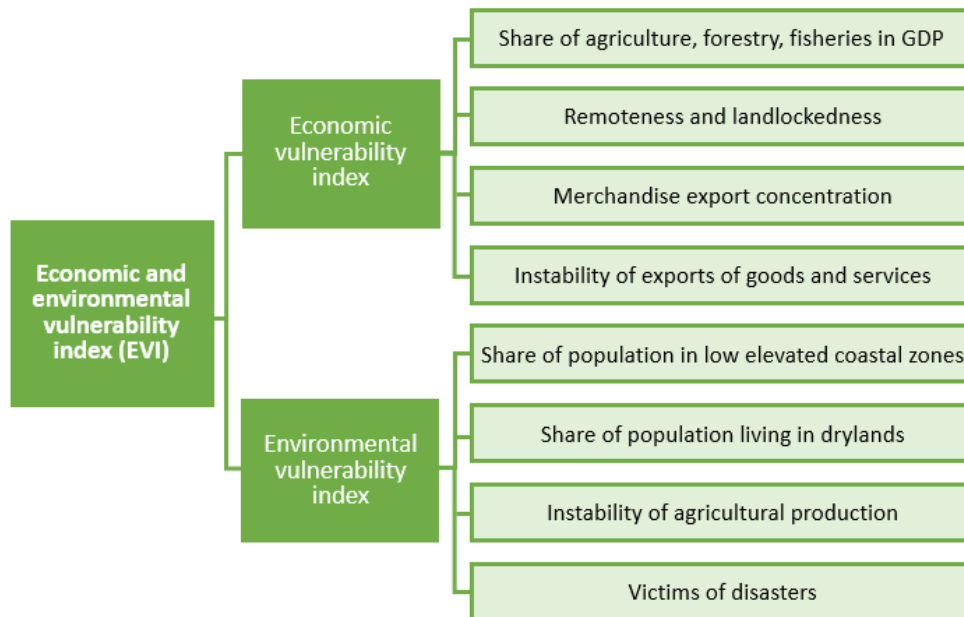 Economic and
environmental
vulnerability
index (EVI)
Economic
vulnerability
index
Share of agriculture, forestry, fisheries in GDP
Remoteness and landlockedness
Merchandise export concentration
Instability of exports of goods and services
Environmental
vulnerability
index
Share of population in low elevated coastal zones
Share of population living in drylands
Instability of agricultural production
Victims of disasters